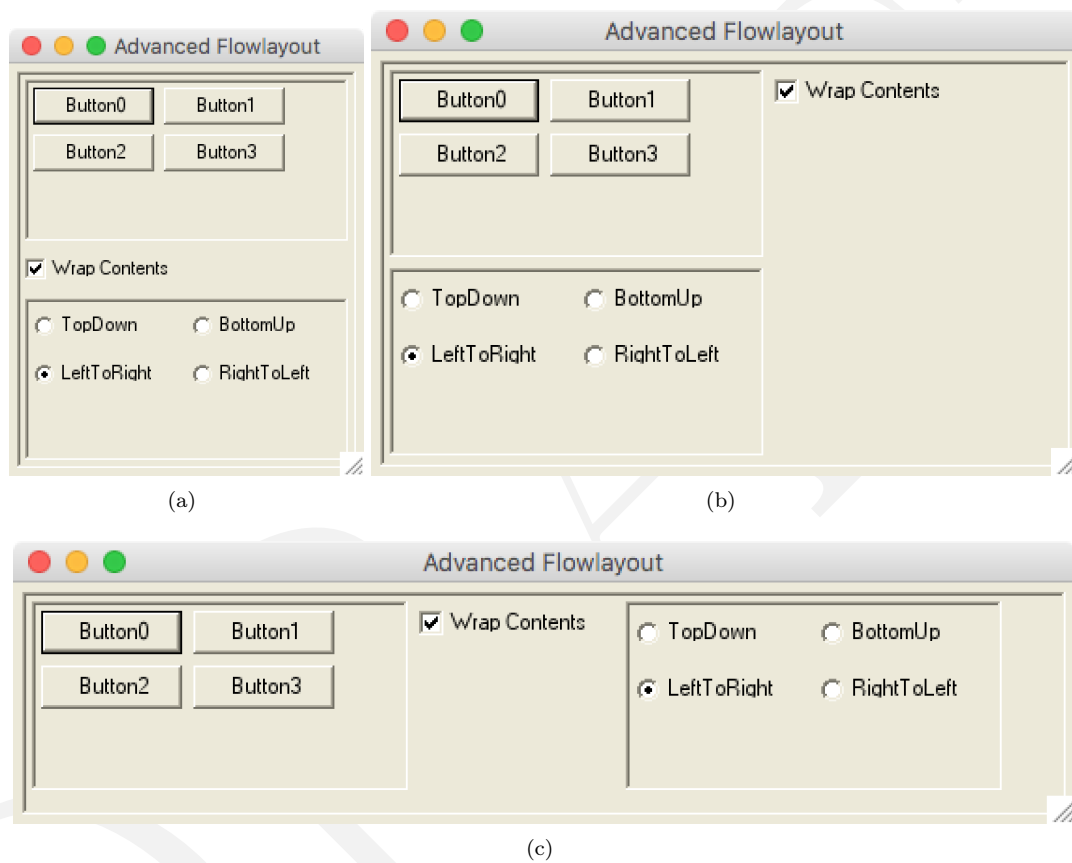 Advanced Flowlayout
Button0 Button1
Button2 Button3
Wrap Contents
TopDown BottomUp
LeftToRight RightToLeft
(a)
Advanced Flowlayout
Button0 Button1 Wrap Contents
Button2 Button3
TopDown BottomUp
LeftToRight RightToLeft
(b)
Advanced Flowlayout
Button0 Button1 Wrap Contents TopDown BottomUp
Button2 Button3 LeftToRight RightToLeft
(c)